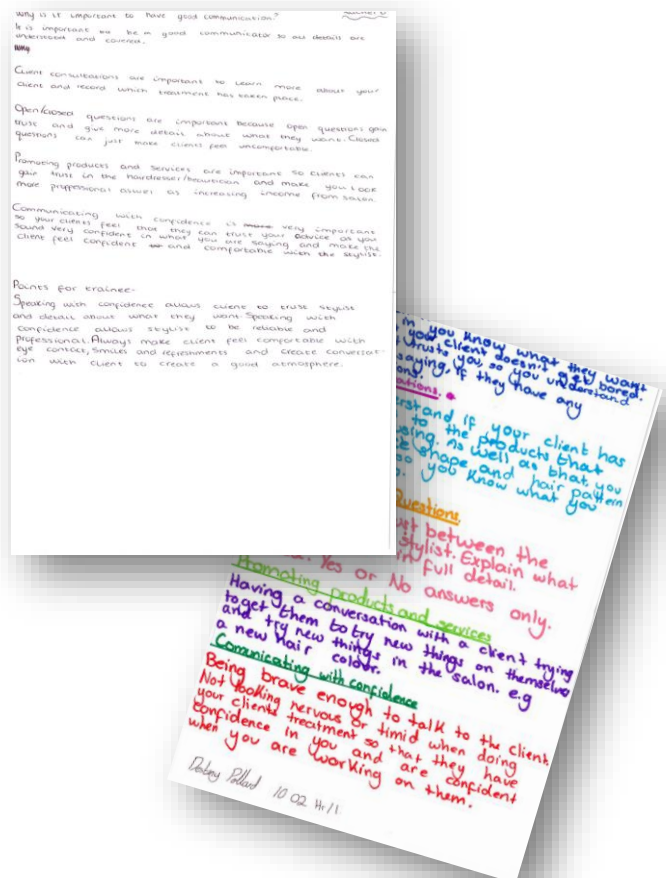 Why is it important to have good communication?
It is important to be a good communicator so all details are
understood and covered.
Client consultations are important to learn more about your
client and record which treatment has taken place.
Open/closed questions are important because open questions gain
trust and give more detail about what they want. Closed
questions can just make clients feel uncomfortable.
Promoting products and services are important so clients can
gain trust in the hairdresser/beautician and make you look
more proffessional aswell as increasing income from salon.
Communicating with confidence is very important
so your clients feel that they can trust your advice as you
sound very confident in what you are saying and make the
client feel confident and comfortable with the stylist.
Points for trainee-
Speaking with confidence allows client to trust stylist
and detail about what they want. Speaking with
confidence allows stylist to be reliable and
professional. Always make client feel comfortable with
eye contact, smiles and refreshments and create conversat-
ion with client to create a good atmosphere.
you know what they want
your client doesn't get bored.
trusts you, so you understand
saying, if they have any
ations.
erstand if your client has
to the products that
using. As well as that you
shape and hair pattern
so you know what you
Questions.
between the
stylist. Explain what
in full detail.
Yes or No answers only.
Promoting products and services
Having a conversation with a client trying
to get them to try new things on themselves
and try new things in the salon. e.g
a new hair colour.
Communicating with confidence
Being brave enough to talk to the client.
Not looking nervous or timid when doing
your clients treatment so that they have
confidence in you and are confident
when you are working on them.
10 02 Hr/1